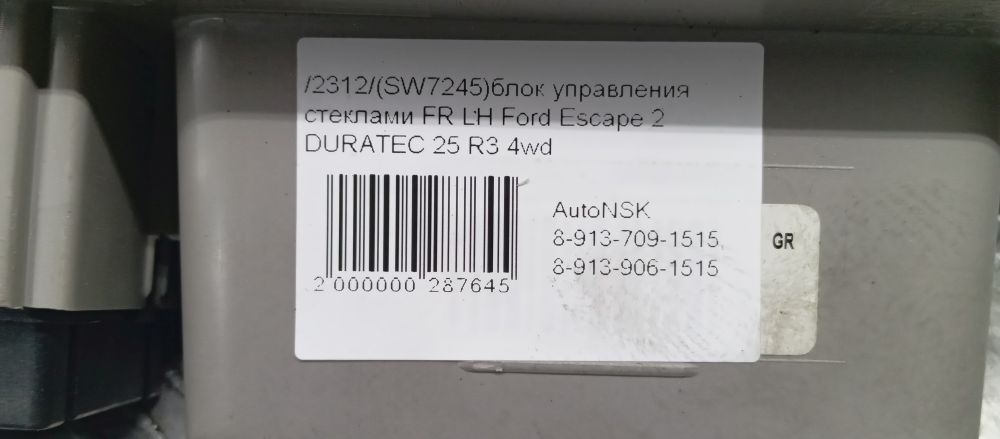 /2312/(SW7245)блок управления
стеклами FR LH Ford Escape 2
DURATEC 25 R3 4wd
AutoNSK
8-913-709-1515,
8-913-906-1515
2 000000 287645
GR